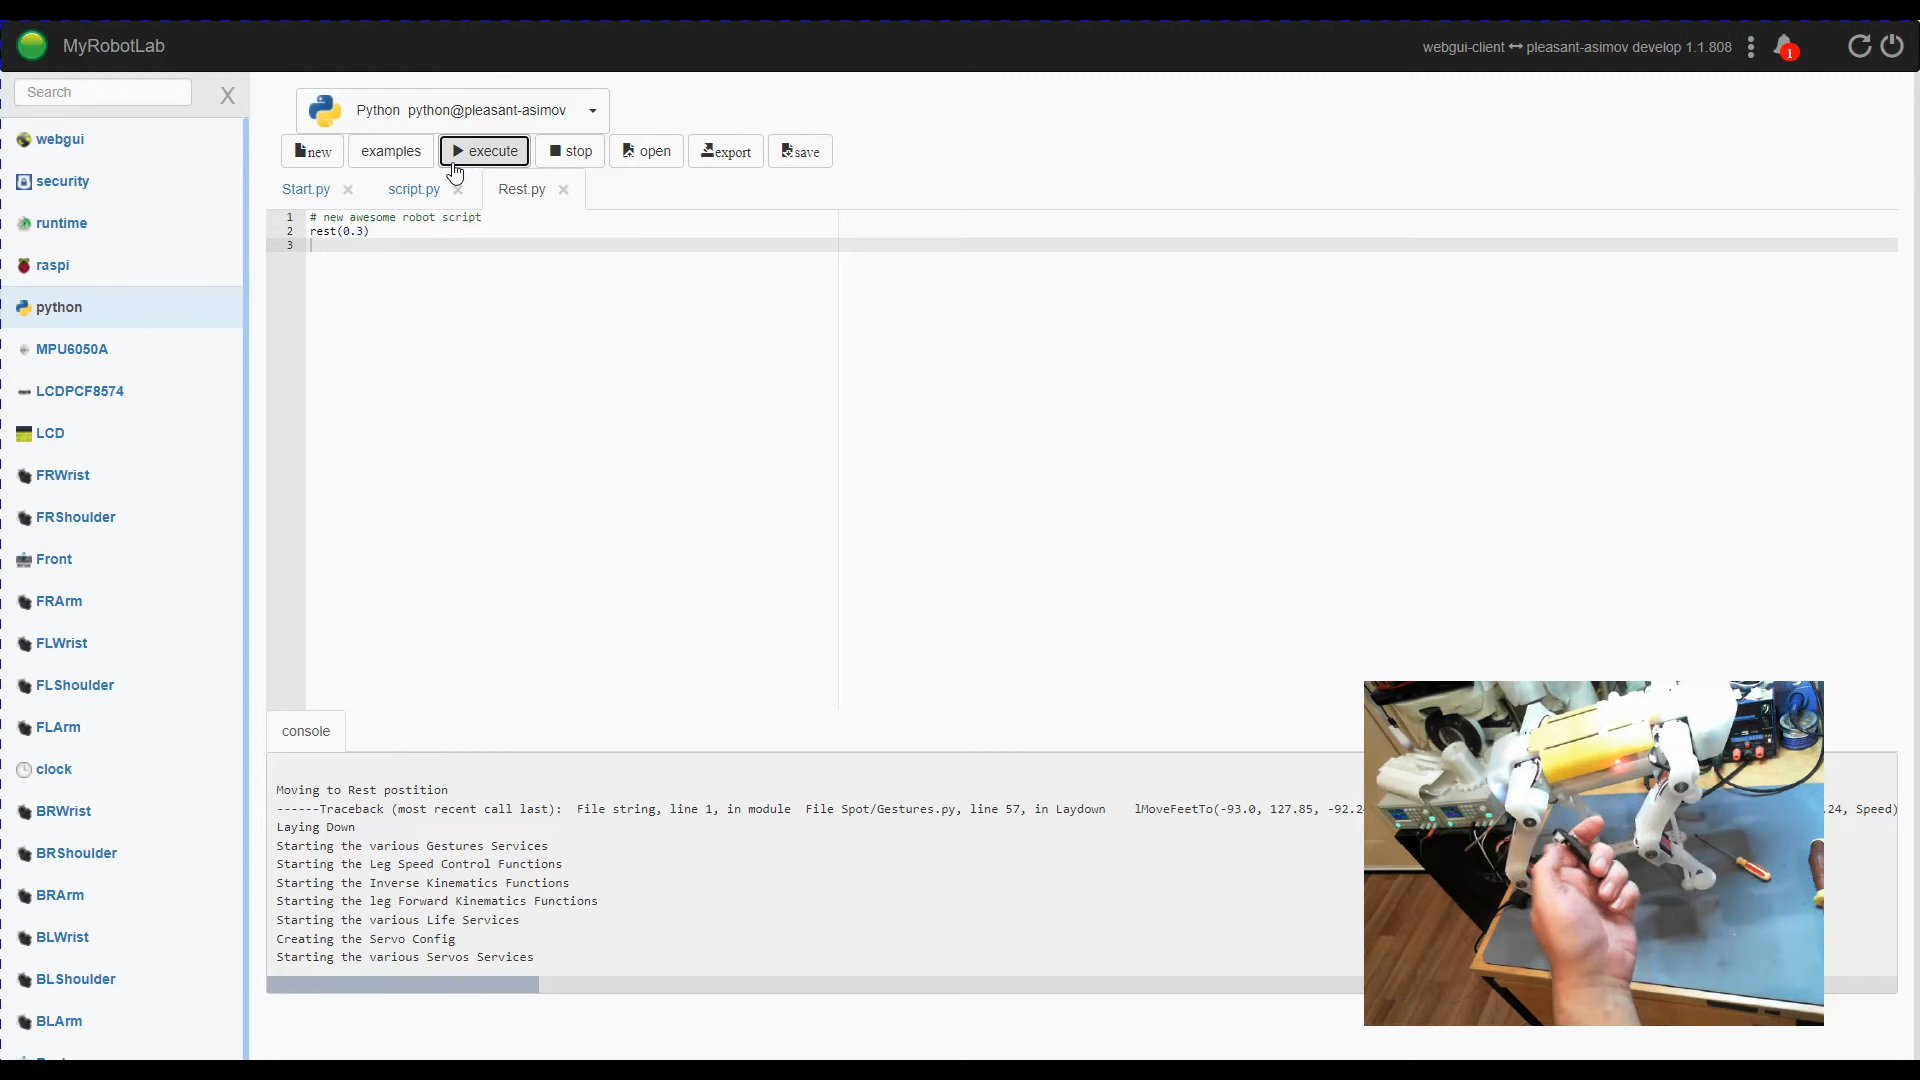 MyRobotLab
webgui-client ⟷ pleasant-asimov develop 1.1.808
1
Search
X
webgui
security
runtime
raspi
python
MPU6050A
LCDPCF8574
LCD
FRWrist
FRShoulder
Front
FRArm
FLWrist
FLShoulder
FLArm
clock
BRWrist
BRShoulder
BRArm
BLWrist
BLShoulder
BLArm
Python python@pleasant-asimov
new examples execute stop open export save
Start.py script.py Rest.py
1 # new awesome robot script
2 rest(0.3)
3
console
Moving to Rest postition
------Traceback (most recent call last): File string, line 1, in module File Spot/Gestures.py, line 57, in Laydown lMoveFeetTo(-93.0, 127.85, -92.2 .24, Speed)
Laying Down
Starting the various Gestures Services
Starting the Leg Speed Control Functions
Starting the Inverse Kinematics Functions
Starting the leg Forward Kinematics Functions
Starting the various Life Services
Creating the Servo Config
Starting the various Servos Services